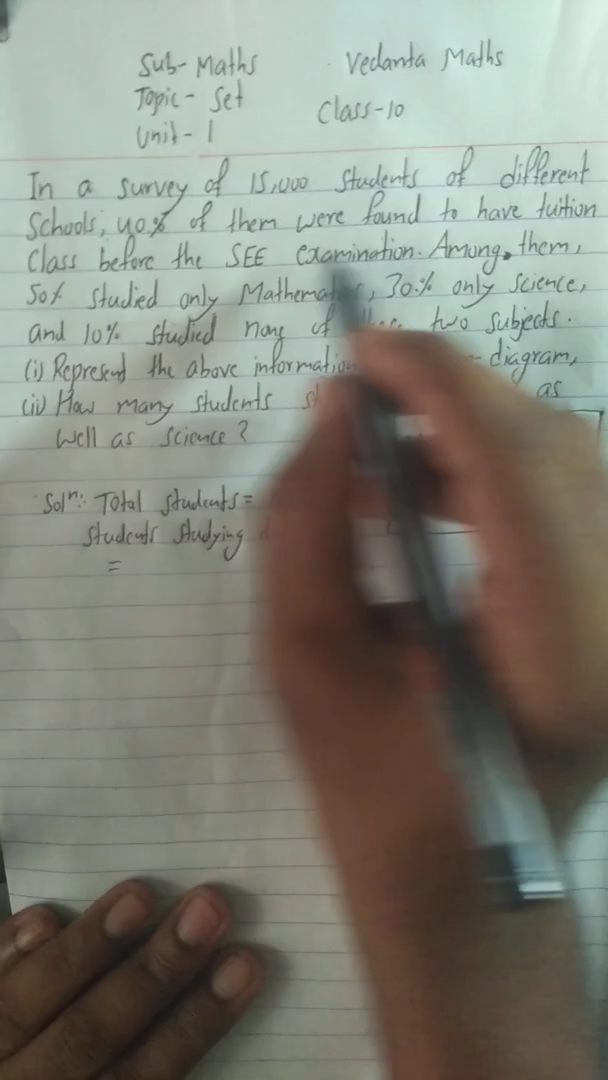 Sub- Maths Vedanta Maths
Topic- Set Class-10
Unit- 1
In a survey of 15,000 students of different
Schools, 40% of them were found to have tuition
Class before the SEE examination. Among them,
50% studied only 30% only science,
and 10% studied none of two subjects.
(i) Represent the above information diagram,
(ii) How many students as
Well as science?
Solⁿ: Total students=
students studying
=